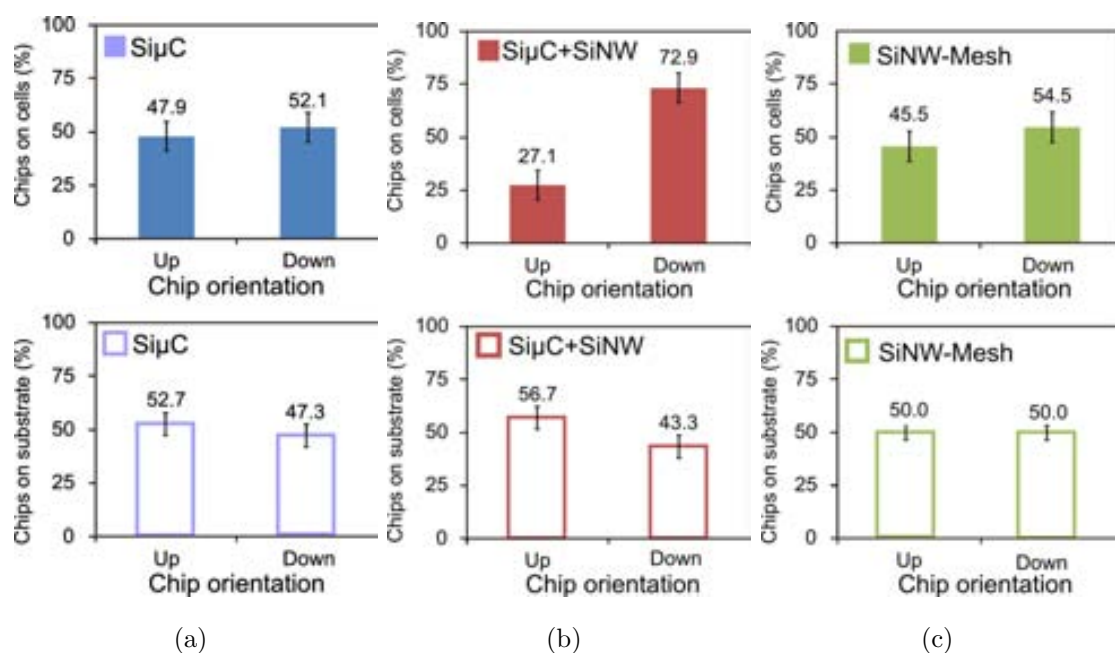 100
75
50
25
0
Chips on cells (%)
SiµC
47.9
52.1
Up
Down
Chip orientation
100
75
50
25
0
Chips on cells (%)
SiµC+SiNW
27.1
72.9
Up
Down
Chip orientation
100
75
50
25
0
Chips on cells (%)
SiNW-Mesh
45.5
54.5
Up
Down
Chip orientation
100
75
50
25
0
Chips on substrate (%)
SiµC
52.7
47.3
Up
Down
Chip orientation
100
75
50
25
0
Chips on substrate (%)
SiµC+SiNW
56.7
43.3
Up
Down
Chip orientation
100
75
50
25
0
Chips on substrate (%)
SiNW-Mesh
50.0
50.0
Up
Down
Chip orientation
(a)
(b)
(c)